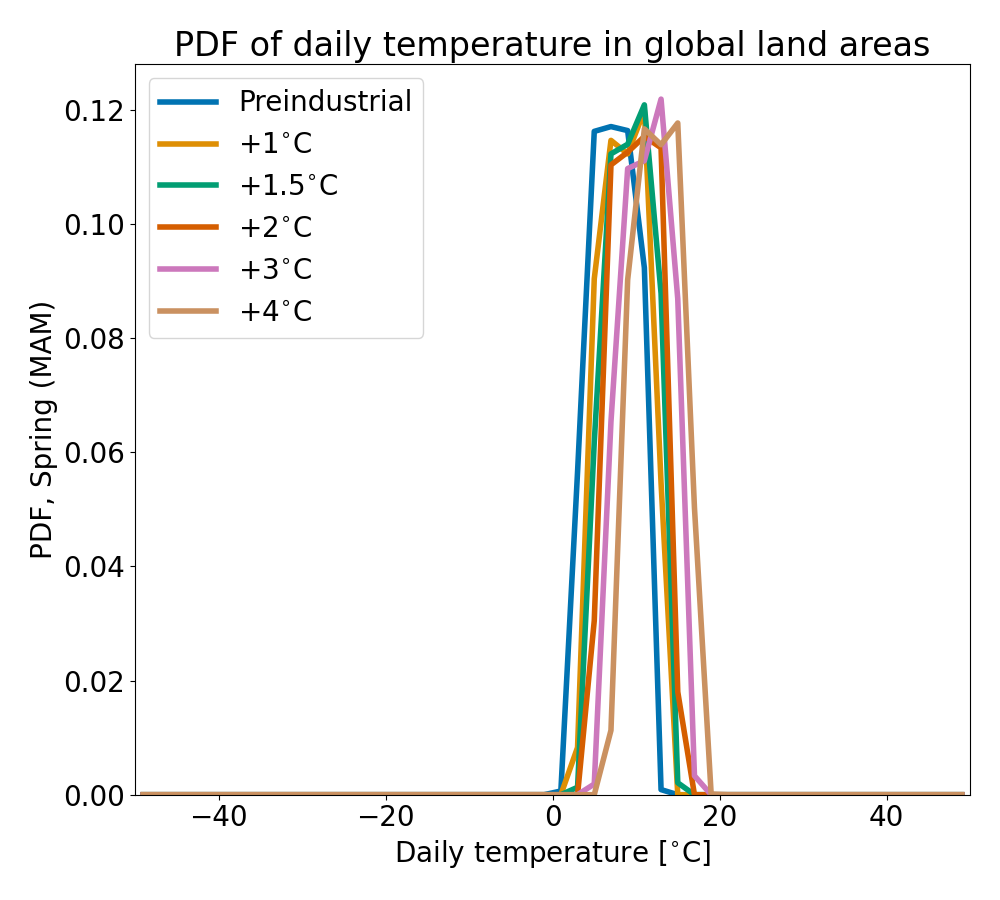 PDF of daily temperature in global land areas
Preindustrial
+1°C
+1.5°C
+2°C
+3°C
+4°C
PDF, Spring (MAM)
0.12
0.10
0.08
0.06
0.04
0.02
0.00
−40
−20
0
20
40
Daily temperature [°C]